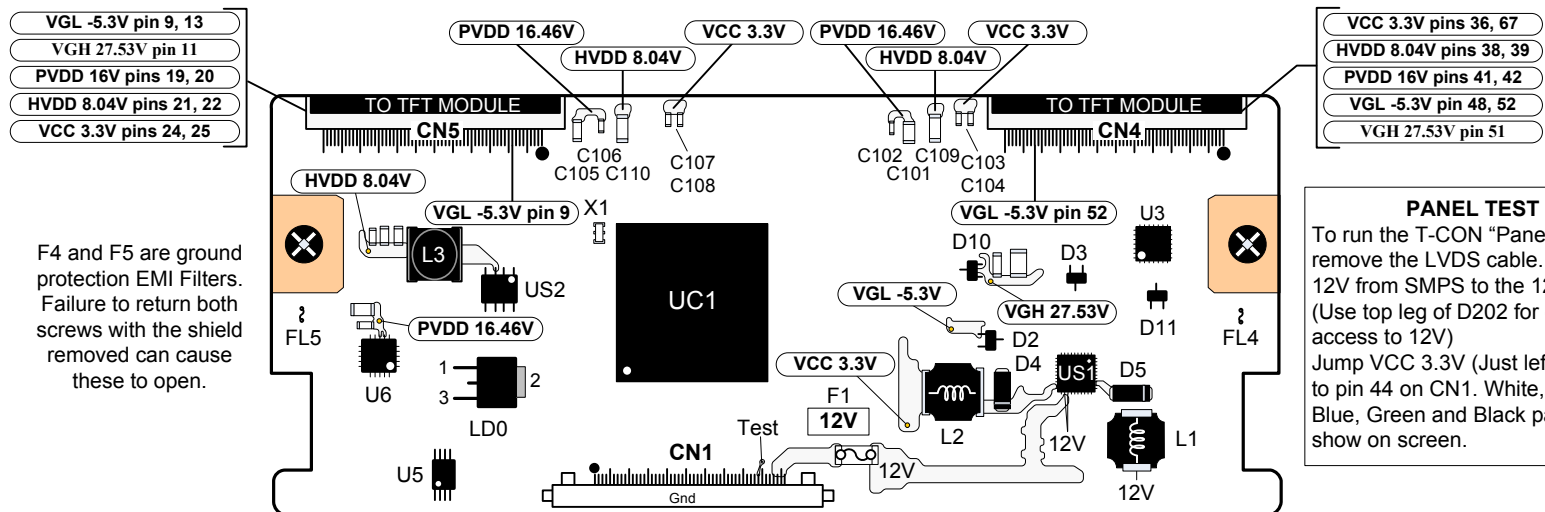 VGL -5.3V pin 9, 13
VGH 27.53V pin 11
PVDD 16V pins 19, 20
HVDD 8.04V pins 21, 22
VCC 3.3V pins 24, 25
PVDD 16.46V
HVDD 8.04V
VCC 3.3V
PVDD 16.46V
HVDD 8.04V
VCC 3.3V
VCC 3.3V pins 36, 67
HVDD 8.04V pins 38, 39
PVDD 16V pins 41, 42
VGL -5.3V pin 48, 52
VGH 27.53V pin 51
TO TFT MODULE
CN5
TO TFT MODULE
CN4
C106
C105
C110
C107
C108
C102
C101
C109
C103
C104
HVDD 8.04V
VGL -5.3V pin 9
X1
VGL -5.3V pin 52
U3
F4 and F5 are ground
protection EMI Filters.
Failure to return both
screws with the shield
removed can cause
these to open.
L3
US2
FL5
PVDD 16.46V
U6
1
2
3
LD0
U5
UC1
D10
D3
VGL -5.3V
VGH 27.53V
D11
FL4
D2
VCC 3.3V
D4
US1
D5
F1
12V
L2
L1
Test
CN1
12V
12V
12V
Gnd
PANEL TEST
To run the T-CON “Pane
remove the LVDS cable.
12V from SMPS to the 12
(Use top leg of D202 for
access to 12V)
Jump VCC 3.3V (Just lef
to pin 44 on CN1. White,
Blue, Green and Black pa
show on screen.